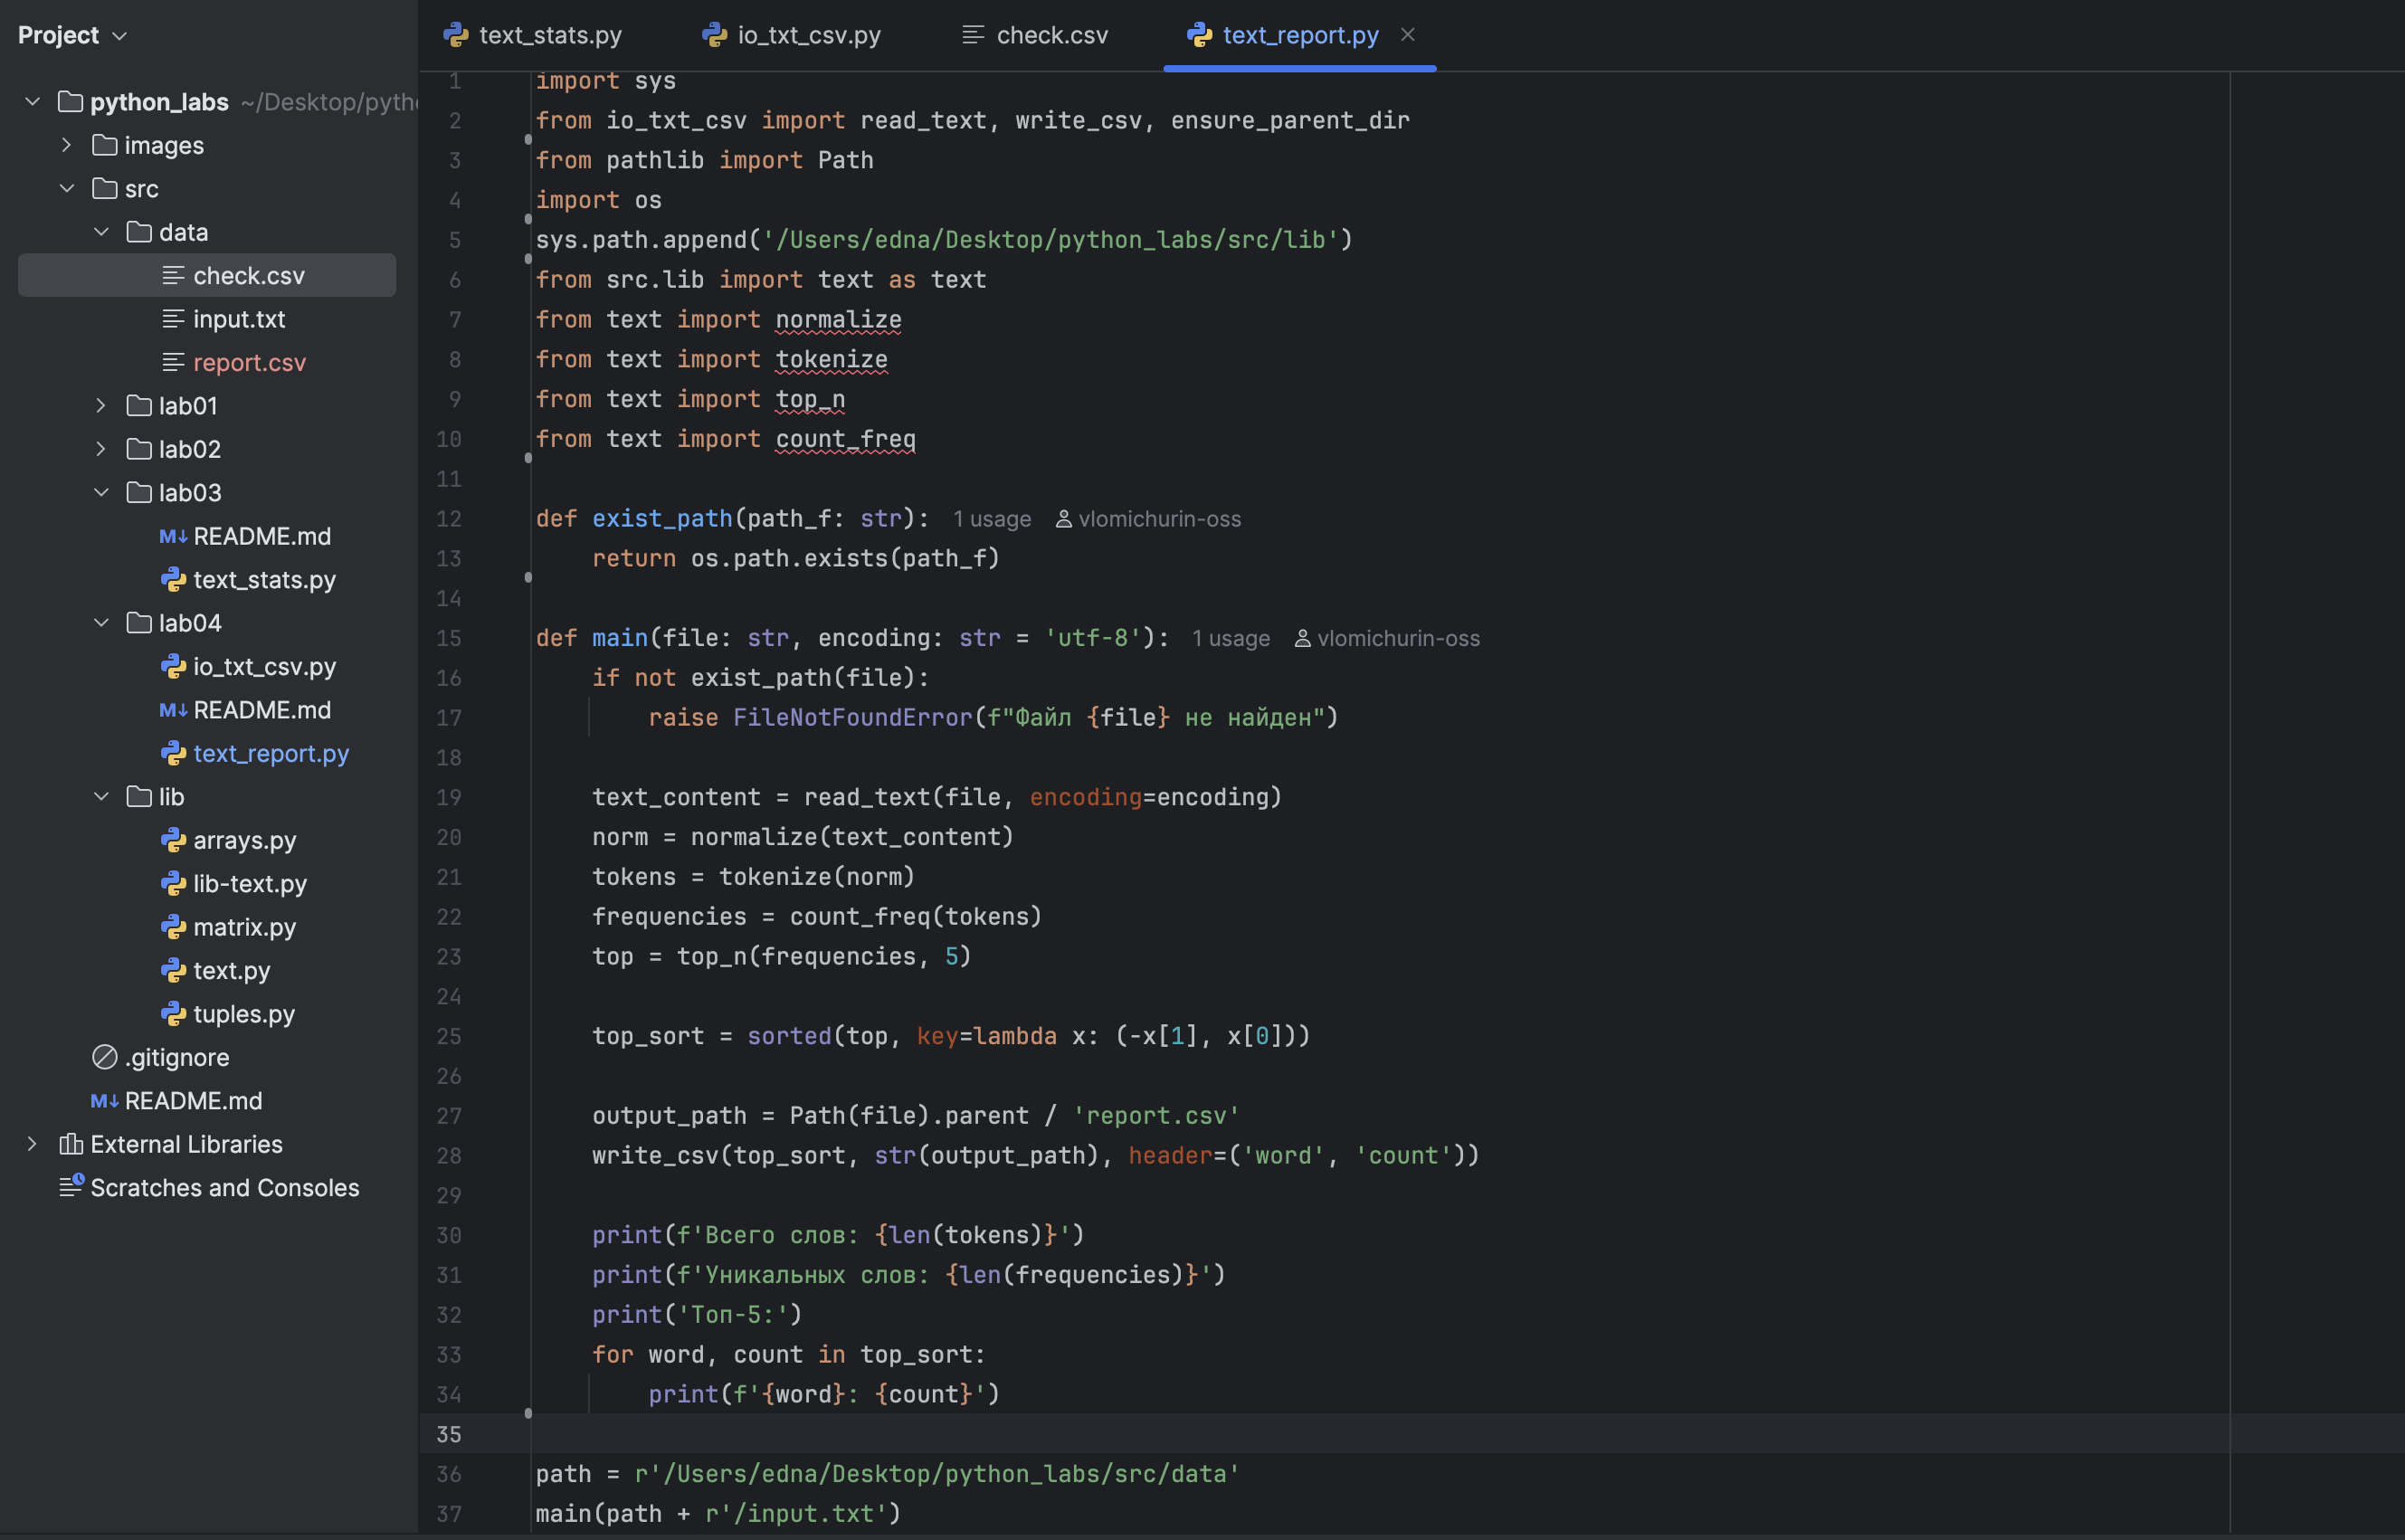 Project
python_labs ~/Desktop/pytho
images
src
data
check.csv
input.txt
report.csv
lab01
lab02
lab03
README.md
text_stats.py
lab04
io_txt_csv.py
README.md
text_report.py
lib
arrays.py
lib-text.py
matrix.py
text.py
tuples.py
.gitignore
README.md
External Libraries
Scratches and Consoles
text_stats.py io_txt_csv.py check.csv text_report.py
1 import sys
2 from io_txt_csv import read_text, write_csv, ensure_parent_dir
3 from pathlib import Path
4 import os
5 sys.path.append('/Users/edna/Desktop/python_labs/src/lib')
6 from src.lib import text as text
7 from text import normalize
8 from text import tokenize
9 from text import top_n
10 from text import count_freq
11
12 def exist_path(path_f: str): 1 usage vlomichurin-oss
13 return os.path.exists(path_f)
14
15 def main(file: str, encoding: str = 'utf-8'): 1 usage vlomichurin-oss
16 if not exist_path(file):
17 raise FileNotFoundError(f"Файл {file} не найден")
18
19 text_content = read_text(file, encoding=encoding)
20 norm = normalize(text_content)
21 tokens = tokenize(norm)
22 frequencies = count_freq(tokens)
23 top = top_n(frequencies, 5)
24
25 top_sort = sorted(top, key=lambda x: (-x[1], x[0]))
26
27 output_path = Path(file).parent / 'report.csv'
28 write_csv(top_sort, str(output_path), header=('word', 'count'))
29
30 print(f'Всего слов: {len(tokens)}')
31 print(f'Уникальных слов: {len(frequencies)}')
32 print('Топ-5:')
33 for word, count in top_sort:
34 print(f'{word}: {count}')
35
36 path = r'/Users/edna/Desktop/python_labs/src/data'
37 main(path + r'/input.txt')